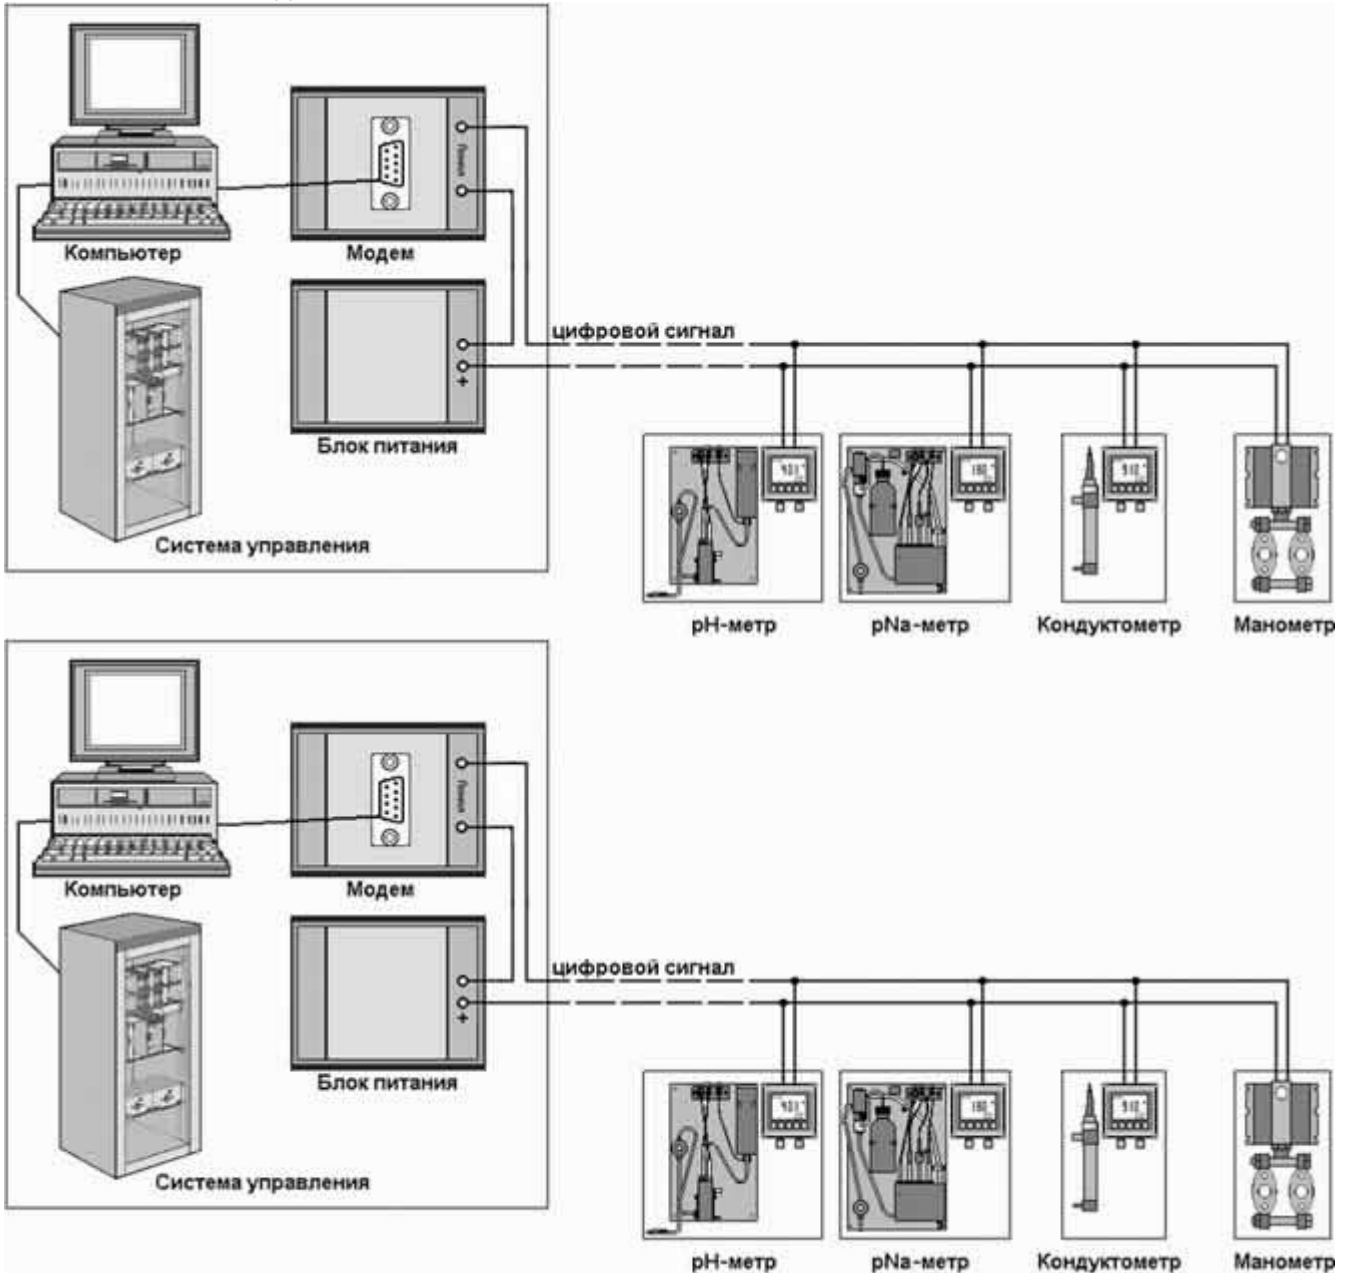 Компьютер
Модем
цифровой сигнал
+
Блок питания
Система управления
pH-метр pNa-метр Кондуктометр Манометр
Компьютер
Модем
цифровой сигнал
+
Блок питания
Система управления
pH-метр pNa-метр Кондуктометр Манометр